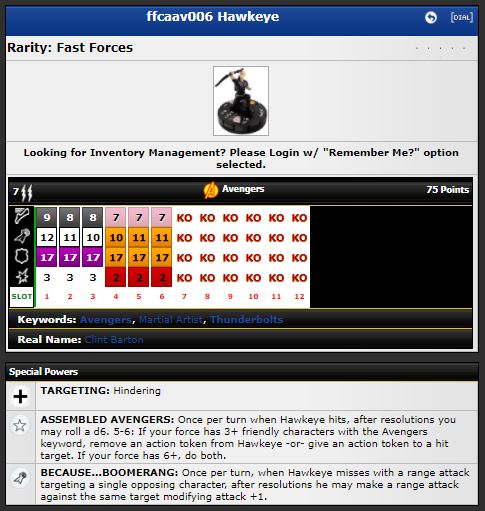 ffcaav006 Hawkeye
[DIAL]
Rarity: Fast Forces
Looking for Inventory Management? Please Login w/ "Remember Me?" option
selected.
7 Avengers 75 Points
9 8 8 7 7 7 KO KO KO KO KO KO
12 11 10 10 11 11 KO KO KO KO KO KO
17 17 17 17 17 17 KO KO KO KO KO KO
3 3 3 2 2 2 KO KO KO KO KO KO
SLOT 1 2 3 4 5 6 7 8 9 10 11 12
Keywords: Avengers, Martial Artist, Thunderbolts
Real Name: Clint Barton
Special Powers
TARGETING: Hindering
ASSEMBLED AVENGERS: Once per turn when Hawkeye hits, after resolutions you
may roll a d6. 5-6: If your force has 3+ friendly characters with the Avengers
keyword, remove an action token from Hawkeye -or- give an action token to a hit
target. If your force has 6+, do both.
BECAUSE...BOOMERANG: Once per turn, when Hawkeye misses with a range attack
targeting a single opposing character, after resolutions he may make a range attack
against the same target modifying attack +1.